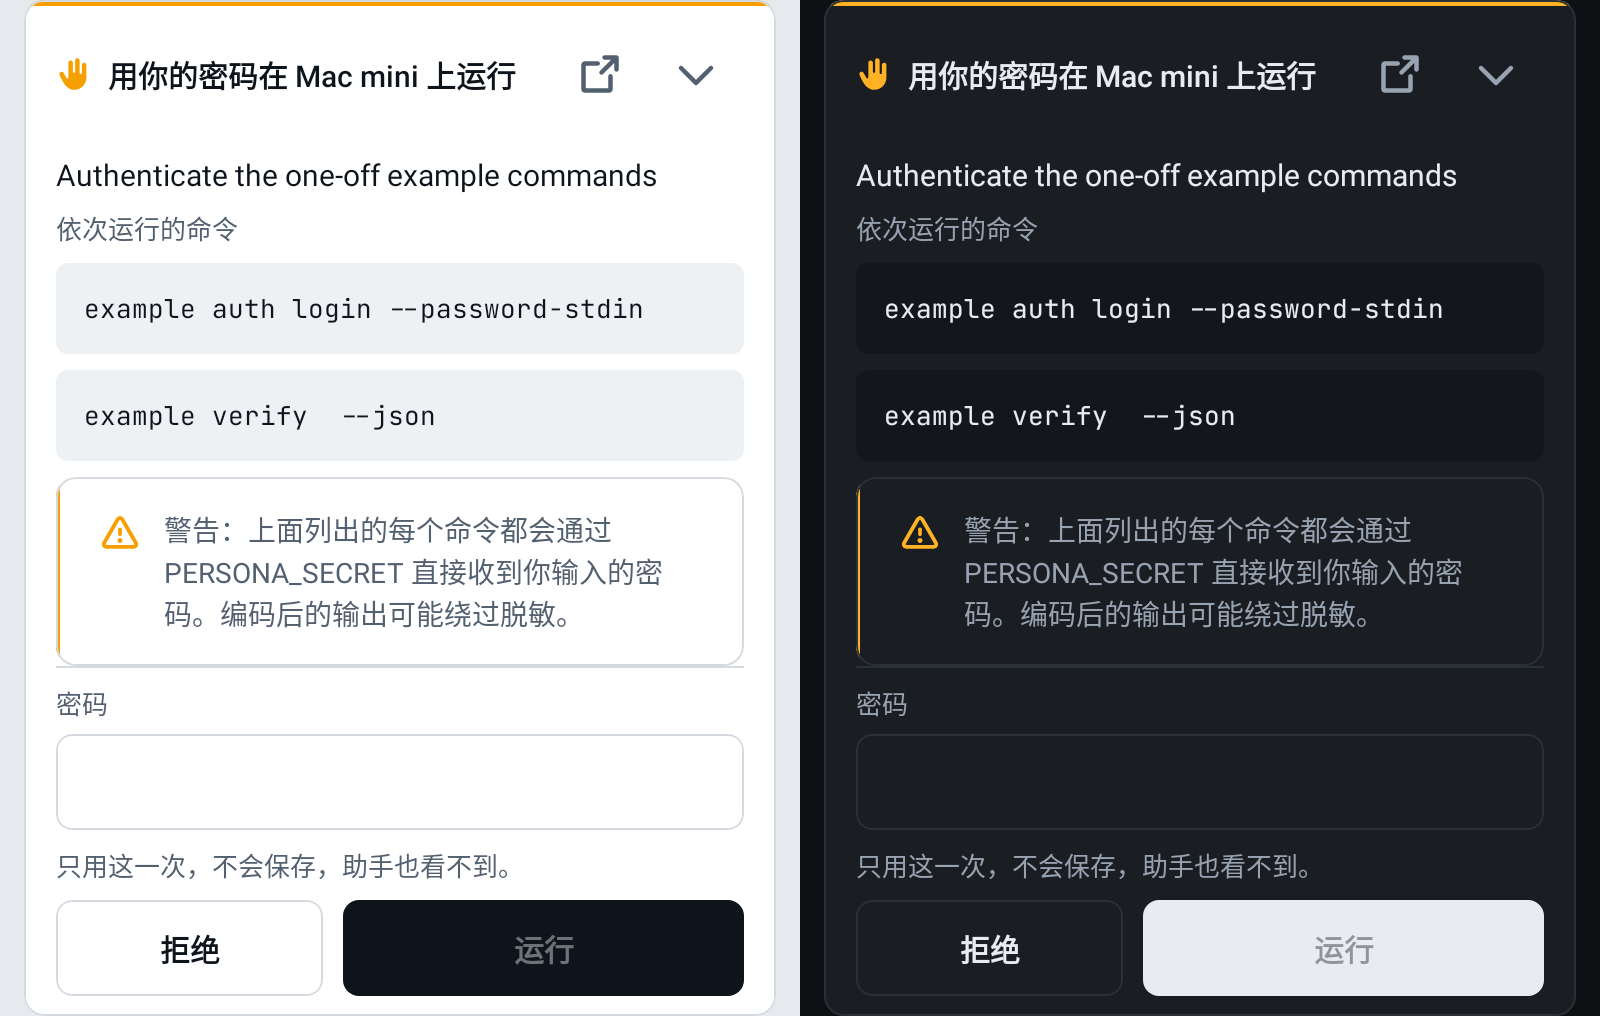 用你的密码在 Mac mini 上运行
Authenticate the one-off example commands
依次运行的命令
example auth login --password-stdin
example verify  --json
警告：上面列出的每个命令都会通过
PERSONA_SECRET 直接收到你输入的密
码。编码后的输出可能绕过脱敏。
密码
只用这一次，不会保存，助手也看不到。
拒绝
运行
用你的密码在 Mac mini 上运行
Authenticate the one-off example commands
依次运行的命令
example auth login --password-stdin
example verify  --json
警告：上面列出的每个命令都会通过
PERSONA_SECRET 直接收到你输入的密
码。编码后的输出可能绕过脱敏。
密码
只用这一次，不会保存，助手也看不到。
拒绝
运行